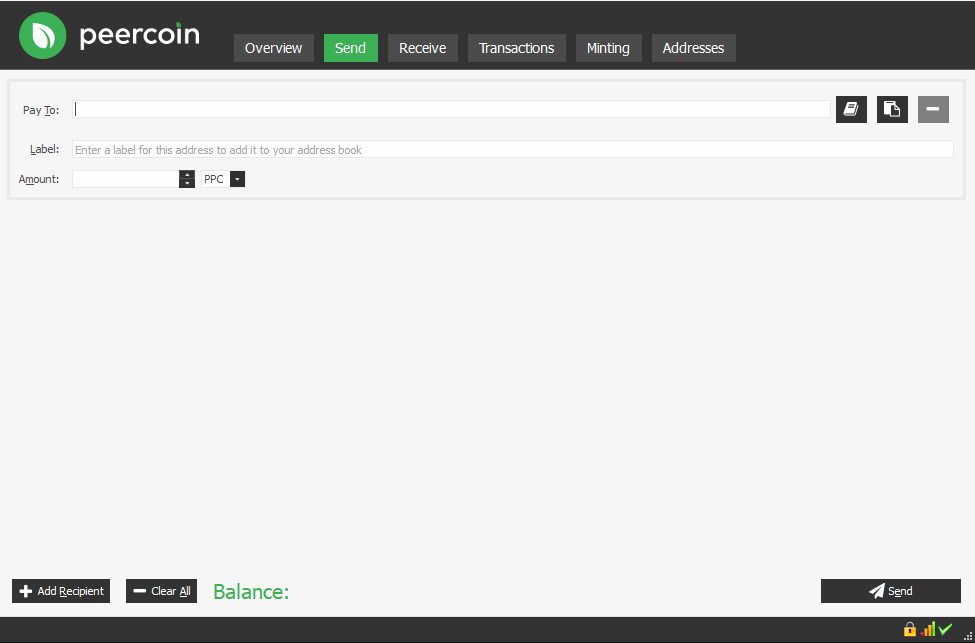 peercoin
Overview Send Receive Transactions Minting Addresses
Pay To:
Label: Enter a label for this address to add it to your address book
Amount: PPC
Add Recipient Clear All Balance: Send